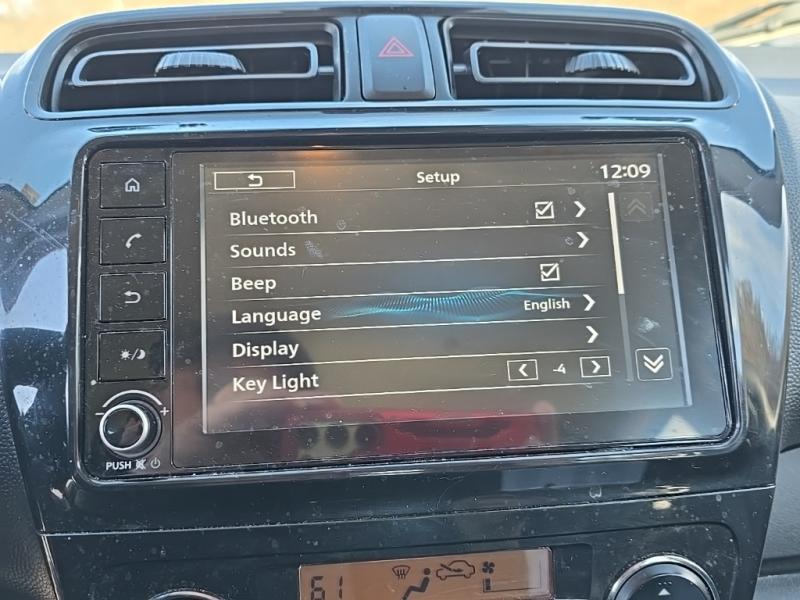 Setup 12:09
Bluetooth
Sounds
Beep
Language English
Display
Key Light -4
PUSH
61